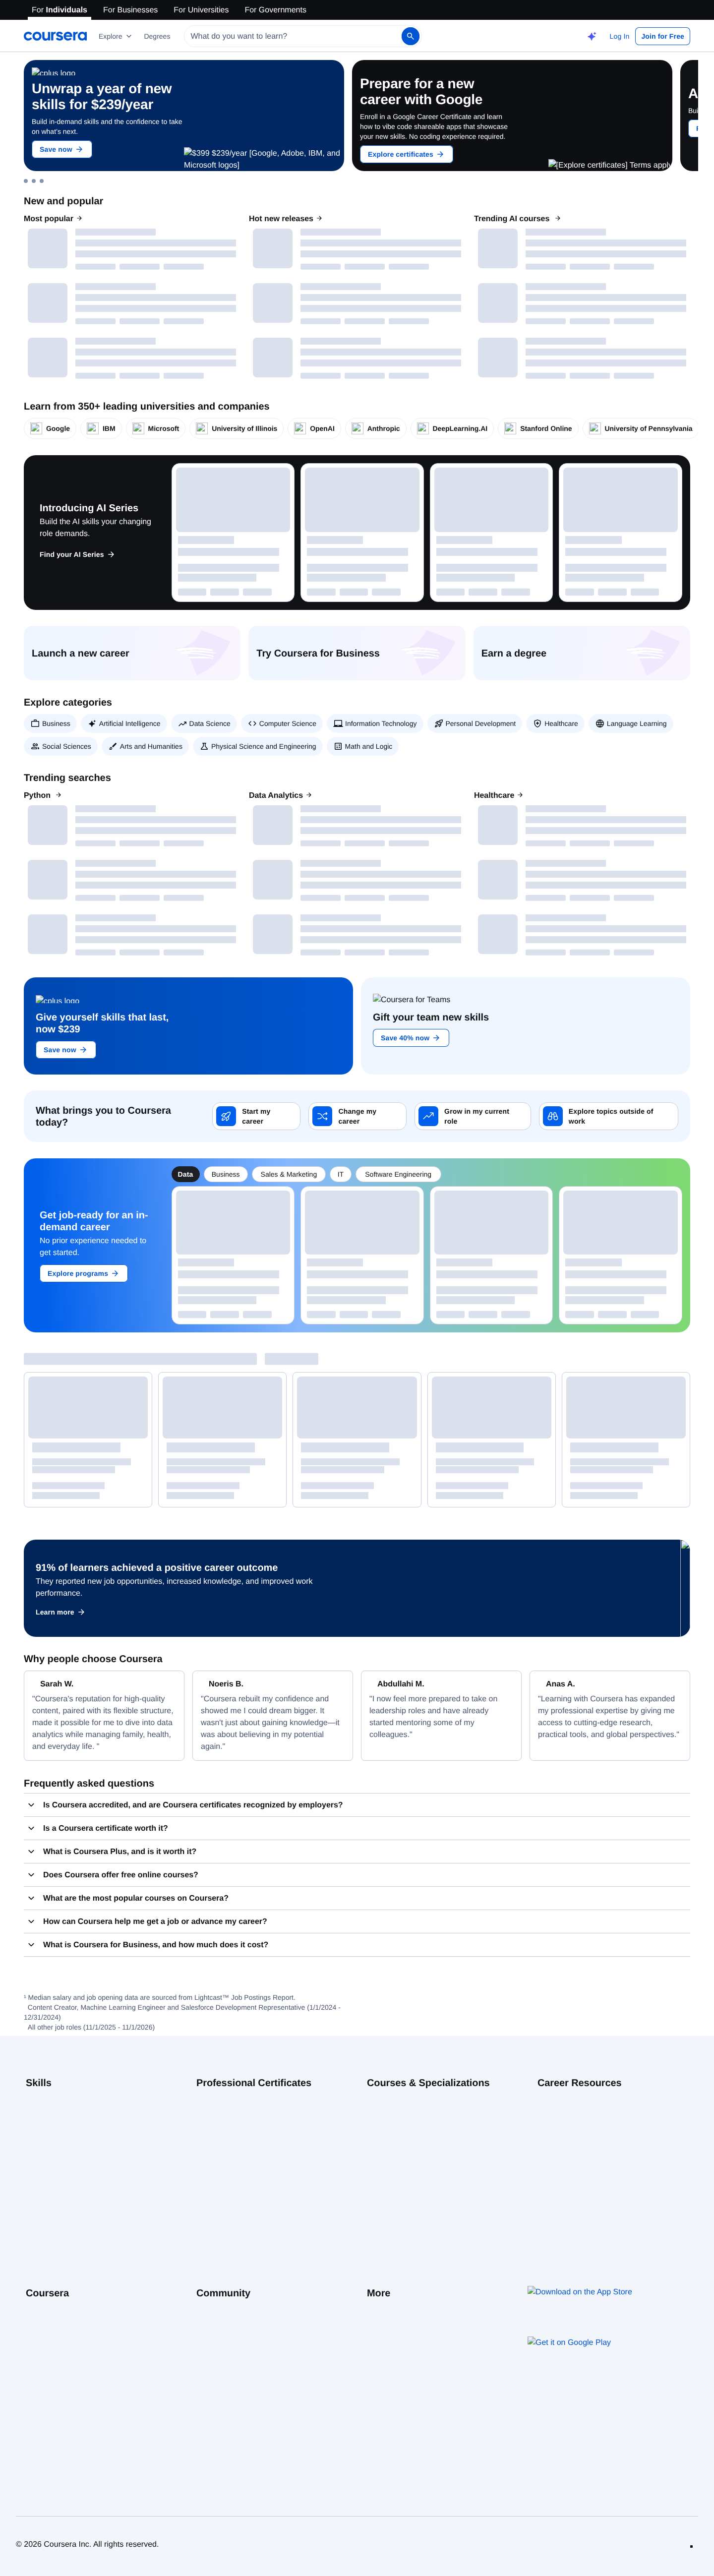 For Individuals
For Businesses
For Universities
For Governments
coursera
Explore
Degrees
What do you want to learn?
Log In
Join for Free
Unwrap a year of new
skills for $239/year
Build in-demand skills and the confidence to take
on what's next.
Save now
$399 $239/year [Google, Adobe, IBM, and
Microsoft logos]
Prepare for a new
career with Google
Enroll in a Google Career Certificate and learn
how to vibe code shareable apps that showcase
your new skills. No coding experience required.
Explore certificates
[Explore certificates] Terms apply
New and popular
Most popular
Hot new releases
Trending AI courses
Learn from 350+ leading universities and companies
Google
IBM
Microsoft
University of Illinois
OpenAI
Anthropic
DeepLearning.AI
Stanford Online
University of Pennsylvania
Introducing AI Series
Build the AI skills your changing
role demands.
Find your AI Series
Launch a new career
Try Coursera for Business
Earn a degree
Explore categories
Business
Artificial Intelligence
Data Science
Computer Science
Information Technology
Personal Development
Healthcare
Language Learning
Social Sciences
Arts and Humanities
Physical Science and Engineering
Math and Logic
Trending searches
Python
Data Analytics
Healthcare
Give yourself skills that last,
now $239
Save now
Coursera for Teams
Gift your team new skills
Save 40% now
What brings you to Coursera
today?
Start my
career
Change my
career
Grow in my current
role
Explore topics outside of
work
Data
Business
Sales & Marketing
IT
Software Engineering
Get job-ready for an in-
demand career
No prior experience needed to
get started.
Explore programs
91% of learners achieved a positive career outcome
They reported new job opportunities, increased knowledge, and improved work
performance.
Learn more
Why people choose Coursera
Sarah W.
"Coursera's reputation for high-quality
content, paired with its flexible structure,
made it possible for me to dive into data
analytics while managing family, health,
and everyday life. "
Noeris B.
"Coursera rebuilt my confidence and
showed me I could dream bigger. It
wasn't just about gaining knowledge—it
was about believing in my potential
again."
Abdullahi M.
"I now feel more prepared to take on
leadership roles and have already
started mentoring some of my
colleagues."
Anas A.
"Learning with Coursera has expanded
my professional expertise by giving me
access to cutting-edge research,
practical tools, and global perspectives."
Frequently asked questions
Is Coursera accredited, and are Coursera certificates recognized by employers?
Is a Coursera certificate worth it?
What is Coursera Plus, and is it worth it?
Does Coursera offer free online courses?
What are the most popular courses on Coursera?
How can Coursera help me get a job or advance my career?
What is Coursera for Business, and how much does it cost?
¹ Median salary and job opening data are sourced from Lightcast™ Job Postings Report.
Content Creator, Machine Learning Engineer and Salesforce Development Representative (1/1/2024 -
12/31/2024)
All other job roles (11/1/2025 - 11/1/2026)
Skills
Professional Certificates
Courses & Specializations
Career Resources
Coursera
Community
More
Download on the App Store
Get it on Google Play
© 2026 Coursera Inc. All rights reserved.